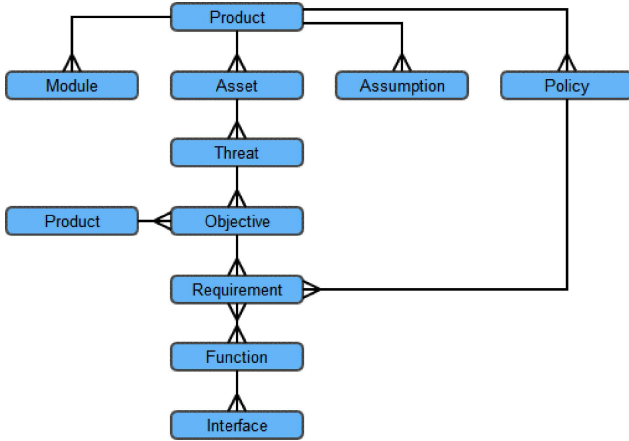 Product
Module
Asset
Assumption
Policy
Threat
Product
Objective
Requirement
Function
Interface